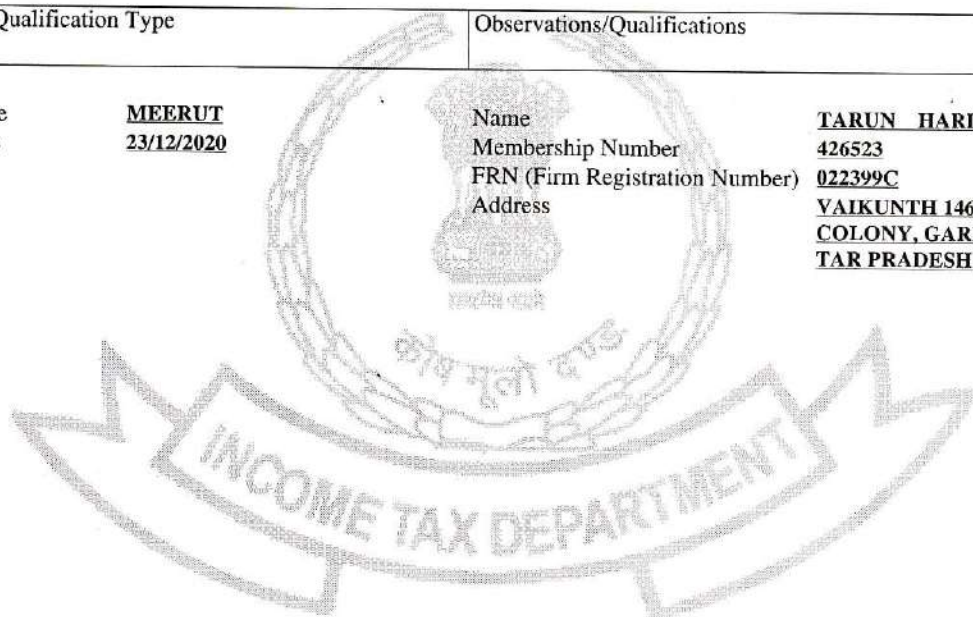 Qualification Type Observations/Qualifications
e MEERUT Name TARUN HARI
23/12/2020 Membership Number 426523
FRN (Firm Registration Number) 022399C
Address VAIKUNTH 146
COLONY, GAR
TAR PRADESH
कोष मूलो दण्डः
INCOME TAX DEPARTMENT